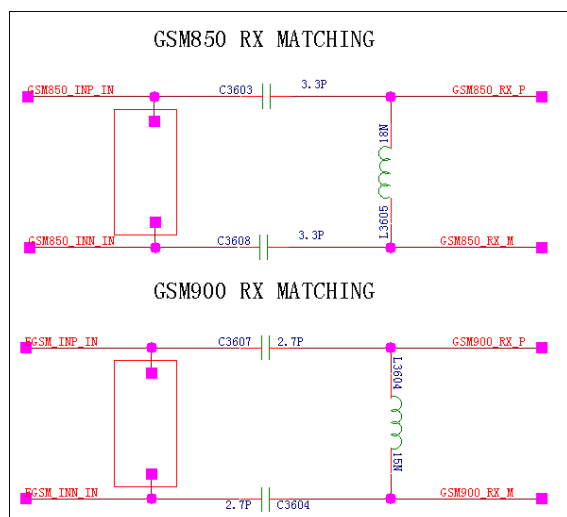 GSM850 RX MATCHING
GSM850_INP_IN
C3603
3.3P
GSM850_RX_P
18N
L3605
GSM850_INN_IN
C3608
3.3P
GSM850_RX_M
GSM900 RX MATCHING
EGSM_INP_IN
C3607
2.7P
GSM900_RX_P
L3604
15N
EGSM_INN_IN
2.7P
C3604
GSM900_RX_M